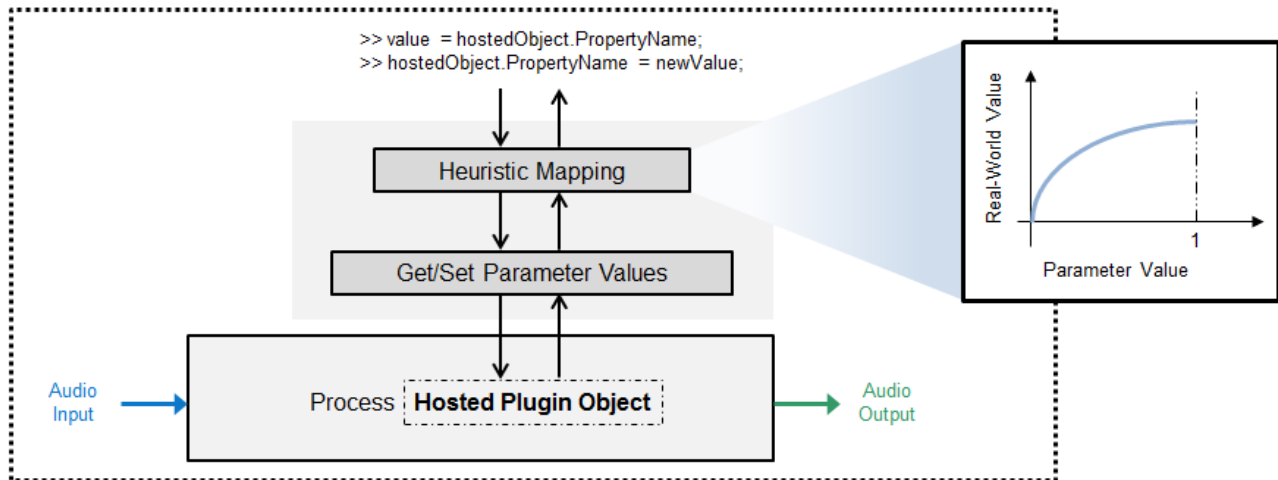 >> value = hostedObject.PropertyName;
>> hostedObject.PropertyName = newValue;
Heuristic Mapping
Get/Set Parameter Values
Audio
Input
Process Hosted Plugin Object
Audio
Output
Real-World Value
1
Parameter Value